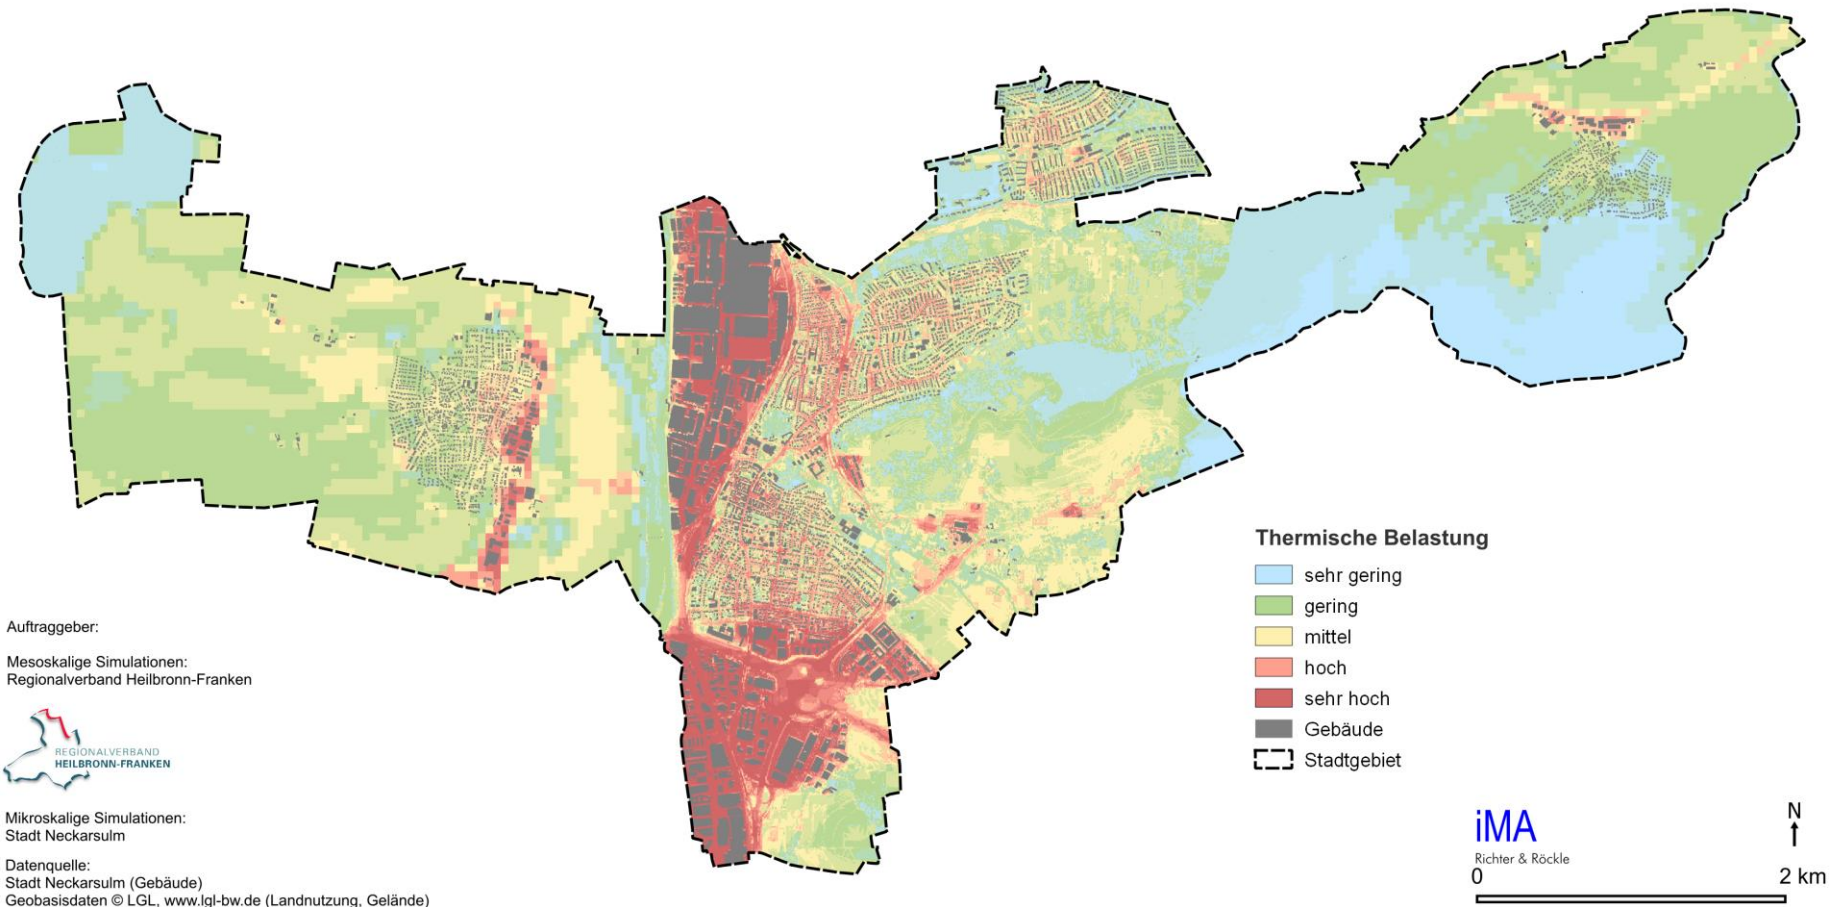 Thermische Belastung
sehr gering
gering
mittel
hoch
sehr hoch
Gebäude
Stadtgebiet
Auftraggeber:
Mesoskalige Simulationen:
Regionalverband Heilbronn-Franken
REGIONALVERBAND
HEILBRONN-FRANKEN
Mikroskalige Simulationen:
Stadt Neckarsulm
Datenquelle:
Stadt Neckarsulm (Gebäude)
Geobasisdaten © LGL, www.lgl-bw.de (Landnutzung, Gelände)
iMA
Richter & Röckle
N
0 2 km